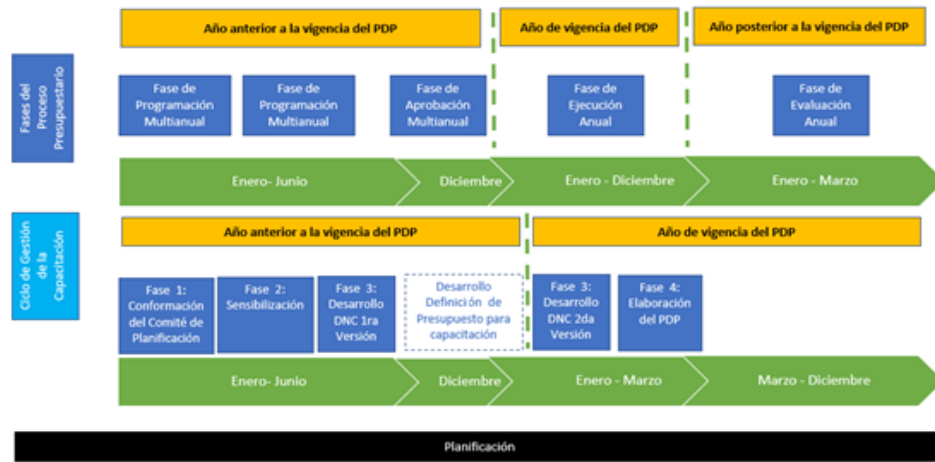 Año anterior a la vigencia del PDP
Año de vigencia del PDP
Año posterior a la vigencia del PDP
Fases del
Proceso
Presupuestario
Fase de
Programación
Multianual
Fase de
Programación
Multianual
Fase de
Aprobación
Multianual
Fase de
Ejecución
Anual
Fase de
Evaluación
Anual
Enero- Junio
Diciembre
Enero - Diciembre
Enero - Marzo
Ciclo de Gestión
de la
Capacitación
Año anterior a la vigencia del PDP
Año de vigencia del PDP
Fase 1:
Conformación
del Comité de
Planificación
Fase 2:
Sensibilización
Fase 3:
Desarrollo
DNC 1ra
Versión
Desarrollo
Definición de
Presupuesto para
capacitación
Fase 3:
Desarrollo
DNC 2da
Versión
Fase 4:
Elaboración
del PDP
Enero- Junio
Diciembre
Enero - Marzo
Marzo - Diciembre
Planificación